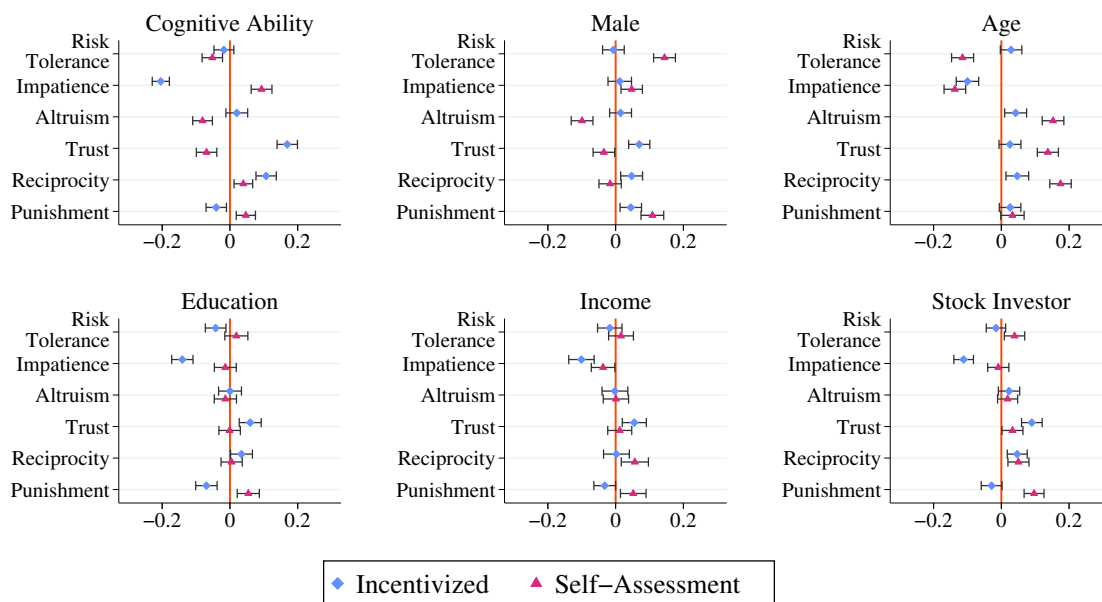 Cognitive Ability
Risk
Tolerance
Impatience
Altruism
Trust
Reciprocity
Punishment
−0.2 0 0.2
Male
Risk
Tolerance
Impatience
Altruism
Trust
Reciprocity
Punishment
−0.2 0 0.2
Age
Risk
Tolerance
Impatience
Altruism
Trust
Reciprocity
Punishment
−0.2 0 0.2
Education
Risk
Tolerance
Impatience
Altruism
Trust
Reciprocity
Punishment
−0.2 0 0.2
Income
Risk
Tolerance
Impatience
Altruism
Trust
Reciprocity
Punishment
−0.2 0 0.2
Stock Investor
Risk
Tolerance
Impatience
Altruism
Trust
Reciprocity
Punishment
−0.2 0 0.2
Incentivized Self−Assessment